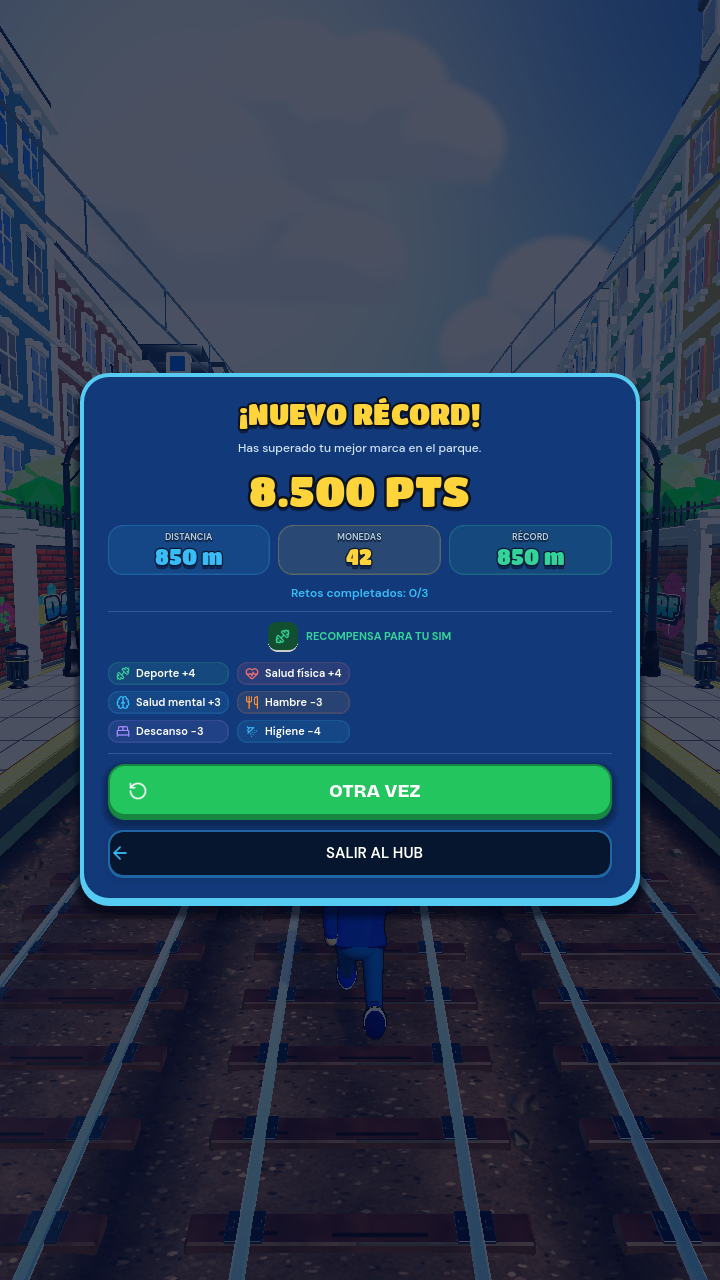 ¡NUEVO RÉCORD!
Has superado tu mejor marca en el parque.
8.500 PTS
DISTANCIA
850 m
MONEDAS
42
RÉCORD
850 m
Retos completados: 0/3
RECOMPENSA PARA TU SIM
Deporte +4
Salud física +4
Salud mental +3
Hambre -3
Descanso -3
Higiene -4
OTRA VEZ
SALIR AL HUB